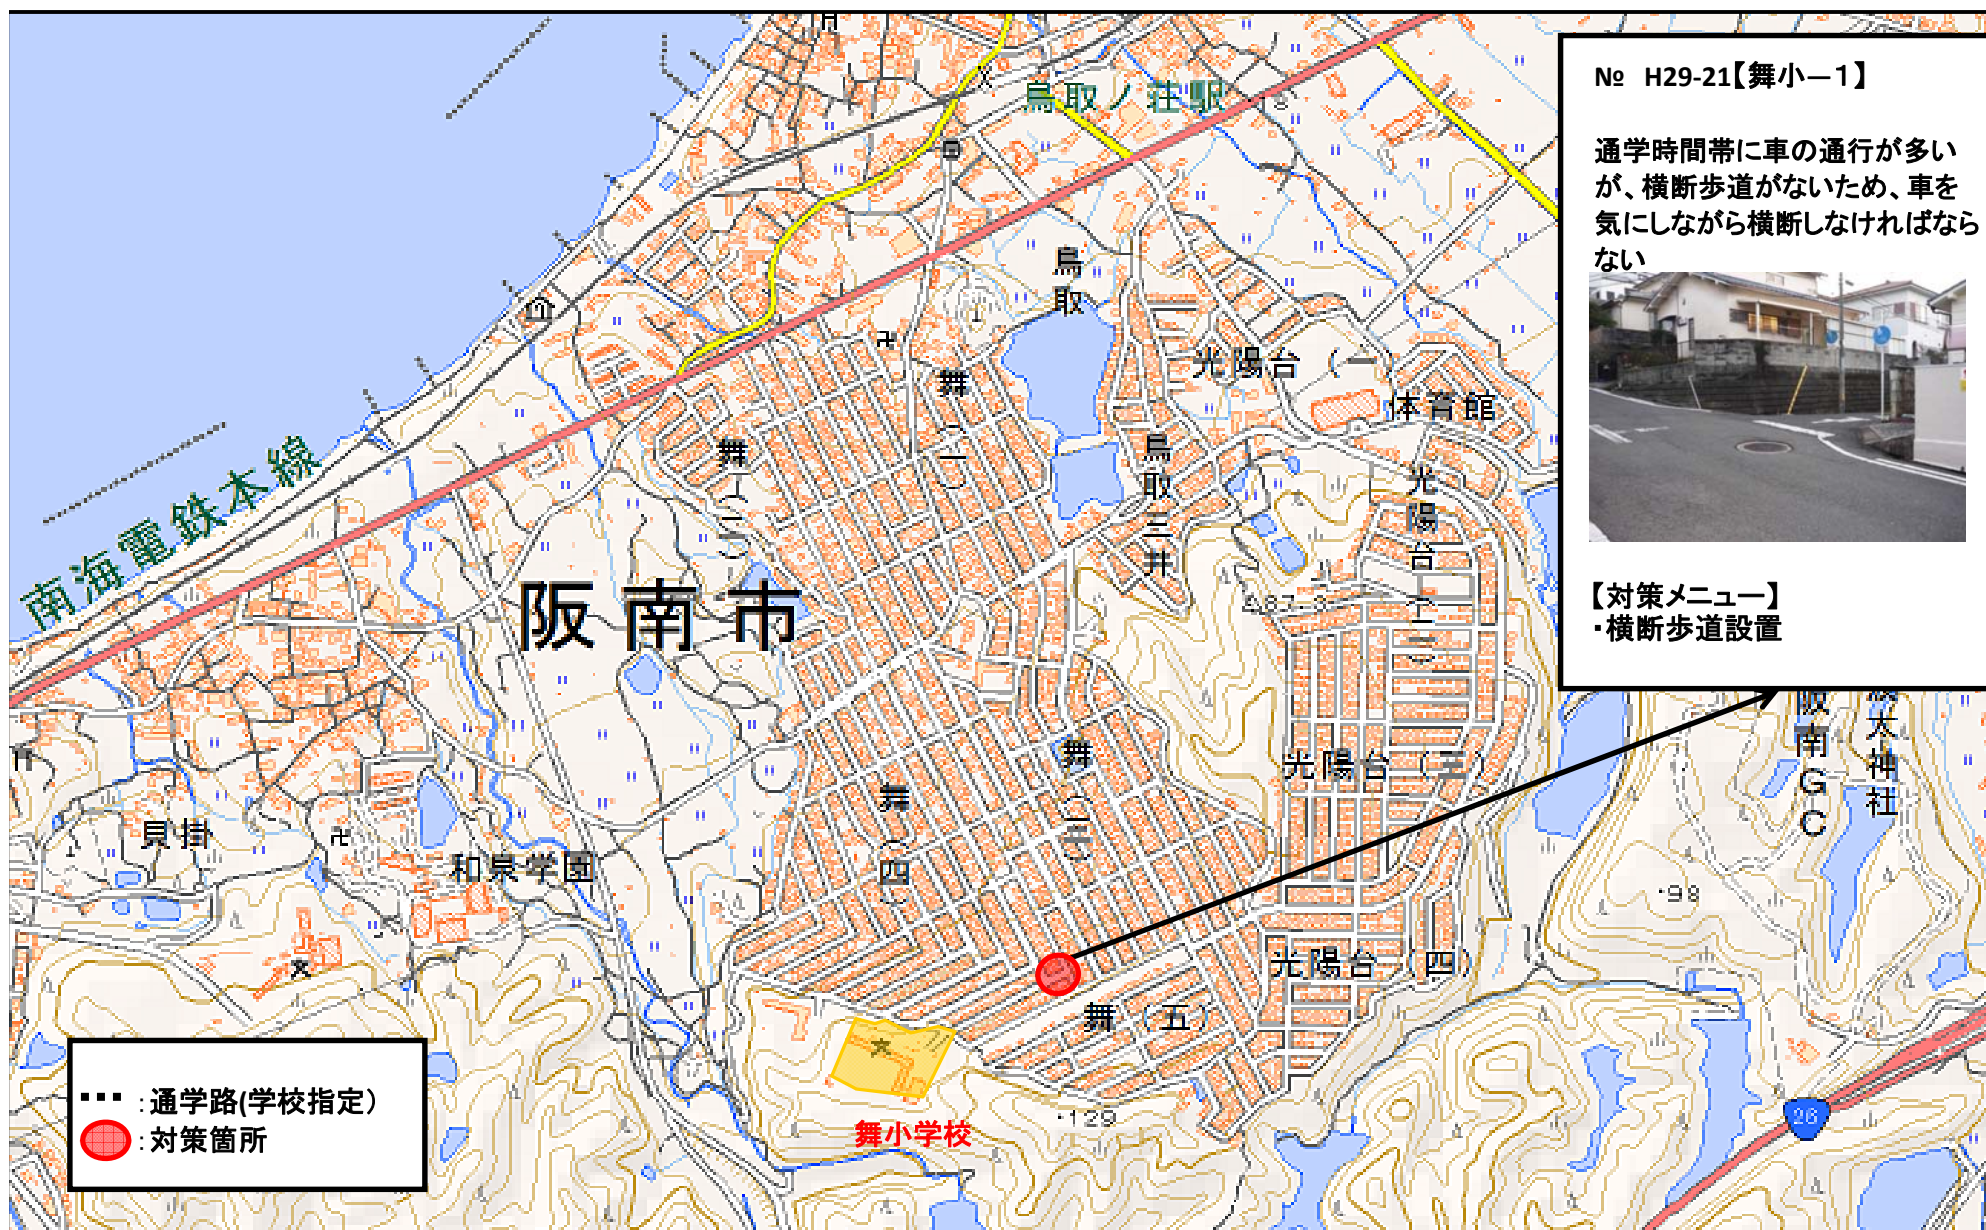 № H29-21【舞小―1】
通学時間帯に車の通行が多い
が、横断歩道がないため、車を
気にしながら横断しなければなら
ない
【対策メニュー】
・横断歩道設置
鳥取ノ荘駅
鳥取
光陽台(一)
体育館
舞(一)
舞(二)
鳥取三井
光陽台(二)
南海電鉄本線
阪南市
舞(三)
光陽台(三)
舞(四)
貝掛
和泉学園
阪南GC
太神社
・98
光陽台(四)
舞(五)
・129
26
舞小学校
:通学路(学校指定)
:対策箇所